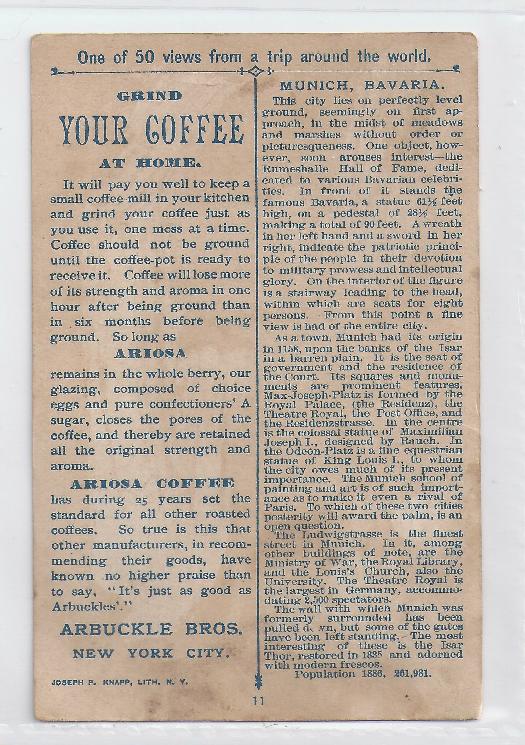 One of 50 views from a trip around the world.
GRIND
YOUR COFFEE
AT HOME.
It will pay you well to keep a
small coffee-mill in your kitchen
and grind your coffee just as
you use it, one mess at a time.
Coffee should not be ground
until the coffee-pot is ready to
receive it. Coffee will lose more
of its strength and aroma in one
hour after being ground than
in six months before being
ground. So long as
ARIOSA
remains in the whole berry, our
glazing, composed of choice
eggs and pure confectioners' A
sugar, closes the pores of the
coffee, and thereby are retained
all the original strength and
aroma.
ARIOSA COFFEE
has during 25 years set the
standard for all other roasted
coffees. So true is this that
other manufacturers, in recom-
mending their goods, have
known no higher praise than
to say, "It's just as good as
Arbuckles'."
ARBUCKLE BROS.
NEW YORK CITY.
JOSEPH P. KNAPP, LITH. N. Y.
MUNICH, BAVARIA.
This city lies on perfectly level
ground, seemingly on first ap-
proach, in the midst of meadows
and marshes without order or
picturesqueness. One object, how-
ever, soon arouses interest—the
Rumeshalle Hall of Fame, dedi-
cated to various Bavarian celebri-
ties. In front of it stands the
famous Bavaria, a statue 61½ feet
high, on a pedestal of 28½ feet,
making a total of 90 feet. A wreath
in her left hand and a sword in her
right, indicate the patriotic princi-
ple of the people in their devotion
to military prowess and intellectual
glory. On the interior of the figure
is a stairway leading to the head,
within which are seats for eight
persons. From this point a fine
view is had of the entire city.
As a town, Munich had its origin
in 1158, upon the banks of the Isar
in a barren plain. It is the seat of
government and the residence of
the Court. Its squares and monu-
ments are prominent features.
Max-Joseph-Platz is formed by the
Royal Palace, (the Residenz), the
Theatre Royal, the Post Office, and
the Residenzstrasse. In the centre
is the colossal statue of Maximilian
Joseph I., designed by Rauch. In
the Odeon-Platz is a fine equestrian
statue of King Louis I., to whom
the city owes much of its present
importance. The Munich school of
painting and art is of such import-
ance as to make it even a rival of
Paris. To which of these two cities
posterity will award the palm, is an
open question.
The Ludwigstrasse is the finest
street in Munich. In it, among
other buildings of note, are the
Ministry of War, the Royal Library,
and the Louis's Church, also the
University. The Theatre Royal is
the largest in Germany, accommo-
dating 2,500 spectators.
The wall with which Munich was
formerly surrounded has been
pulled down, but some of the gates
have been left standing. The most
interesting of these is the Isar
Thor, restored in 1835 and adorned
with modern frescos.
Population 1886, 261,981.
11